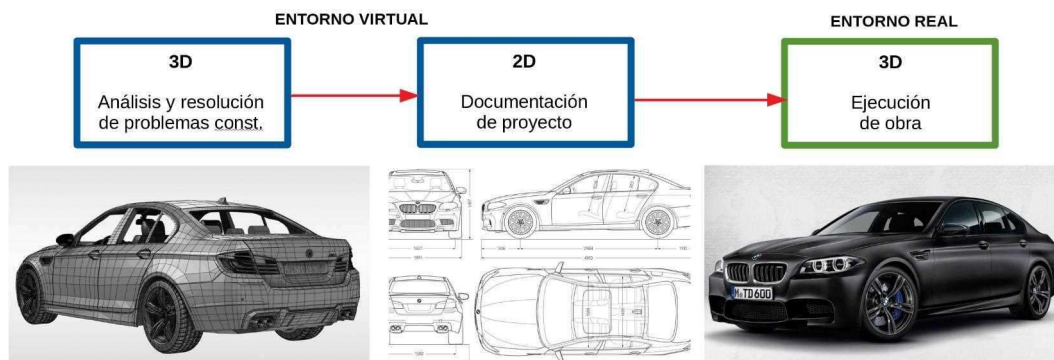 ENTORNO VIRTUAL
ENTORNO REAL
3D
Análisis y resolución
de problemas const.
2D
Documentación
de proyecto
3D
Ejecución
de obra
M TD600